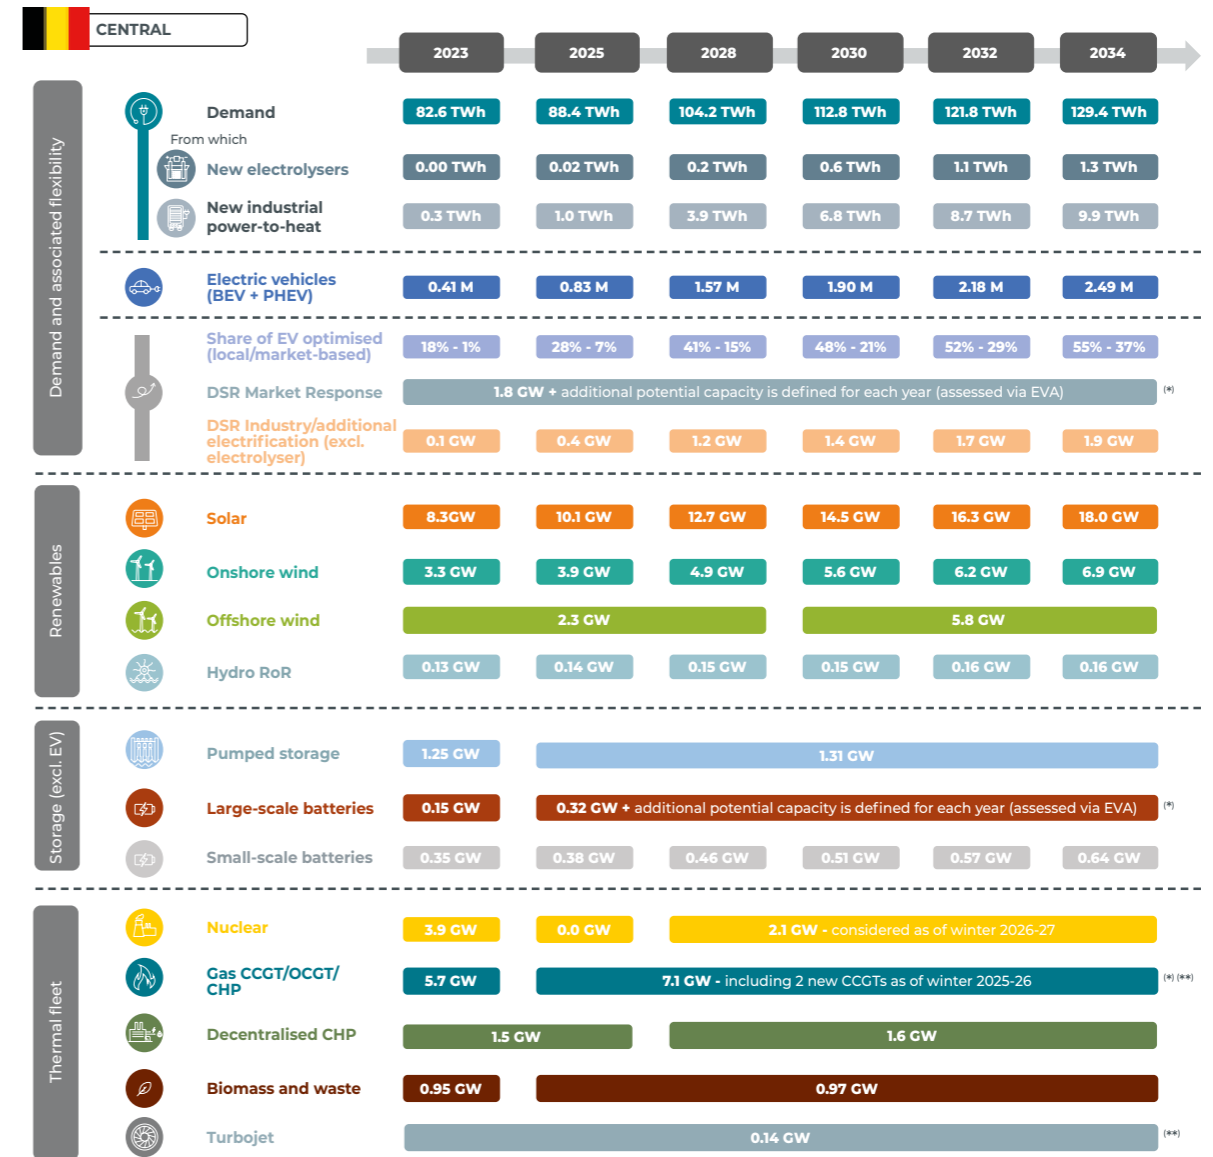 CENTRAL
2023 2025 2028 2030 2032 2034
Demand and associated flexibility
Demand 82.6 TWh 88.4 TWh 104.2 TWh 112.8 TWh 121.8 TWh 129.4 TWh
From which
New electrolysers 0.00 TWh 0.02 TWh 0.2 TWh 0.6 TWh 1.1 TWh 1.3 TWh
New industrial
power-to-heat 0.3 TWh 1.0 TWh 3.9 TWh 6.8 TWh 8.7 TWh 9.9 TWh
Electric vehicles
(BEV + PHEV) 0.41 M 0.83 M 1.57 M 1.90 M 2.18 M 2.49 M
Share of EV optimised
(local/market-based) 18% - 1% 28% - 7% 41% - 15% 48% - 21% 52% - 29% 55% - 37%
DSR Market Response 1.8 GW + additional potential capacity is defined for each year (assessed via EVA) (*)
DSR Industry/additional
electrification (excl.
electrolyser) 0.1 GW 0.4 GW 1.2 GW 1.4 GW 1.7 GW 1.9 GW
Renewables
Solar 8.3GW 10.1 GW 12.7 GW 14.5 GW 16.3 GW 18.0 GW
Onshore wind 3.3 GW 3.9 GW 4.9 GW 5.6 GW 6.2 GW 6.9 GW
Offshore wind 2.3 GW 5.8 GW
Hydro RoR 0.13 GW 0.14 GW 0.15 GW 0.15 GW 0.16 GW 0.16 GW
Storage (excl. EV)
Pumped storage 1.25 GW 1.31 GW
Large-scale batteries 0.15 GW 0.32 GW + additional potential capacity is defined for each year (assessed via EVA) (*)
Small-scale batteries 0.35 GW 0.38 GW 0.46 GW 0.51 GW 0.57 GW 0.64 GW
Thermal fleet
Nuclear 3.9 GW 0.0 GW 2.1 GW - considered as of winter 2026-27
Gas CCGT/OCGT/
CHP 5.7 GW 7.1 GW - including 2 new CCGTs as of winter 2025-26 (*) (**)
Decentralised CHP 1.5 GW 1.6 GW
Biomass and waste 0.95 GW 0.97 GW
Turbojet 0.14 GW (**)